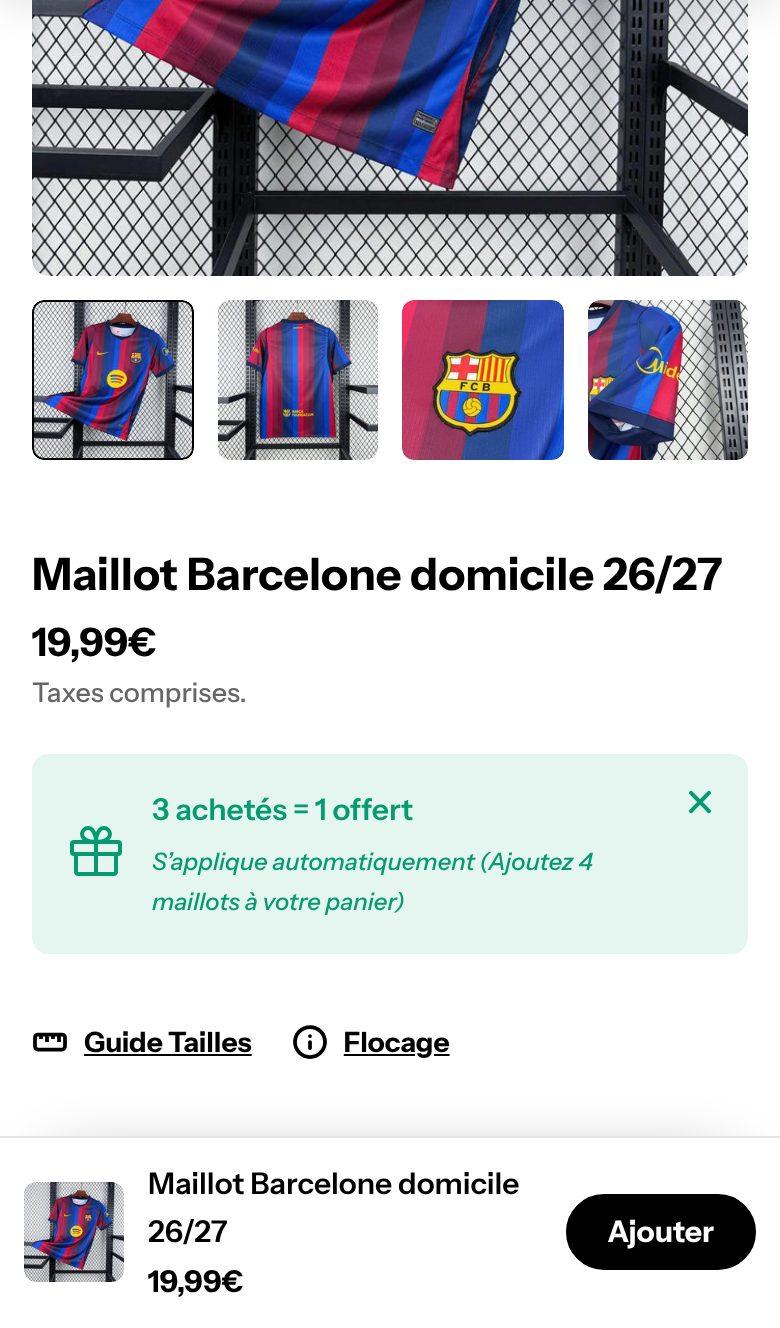 FCB
Mid
Maillot Barcelone domicile 26/27
19,99€
Taxes comprises.
3 achetés = 1 offert
S’applique automatiquement (Ajoutez 4
maillots à votre panier)
Guide Tailles
Flocage
Maillot Barcelone domicile
26/27
19,99€
Ajouter